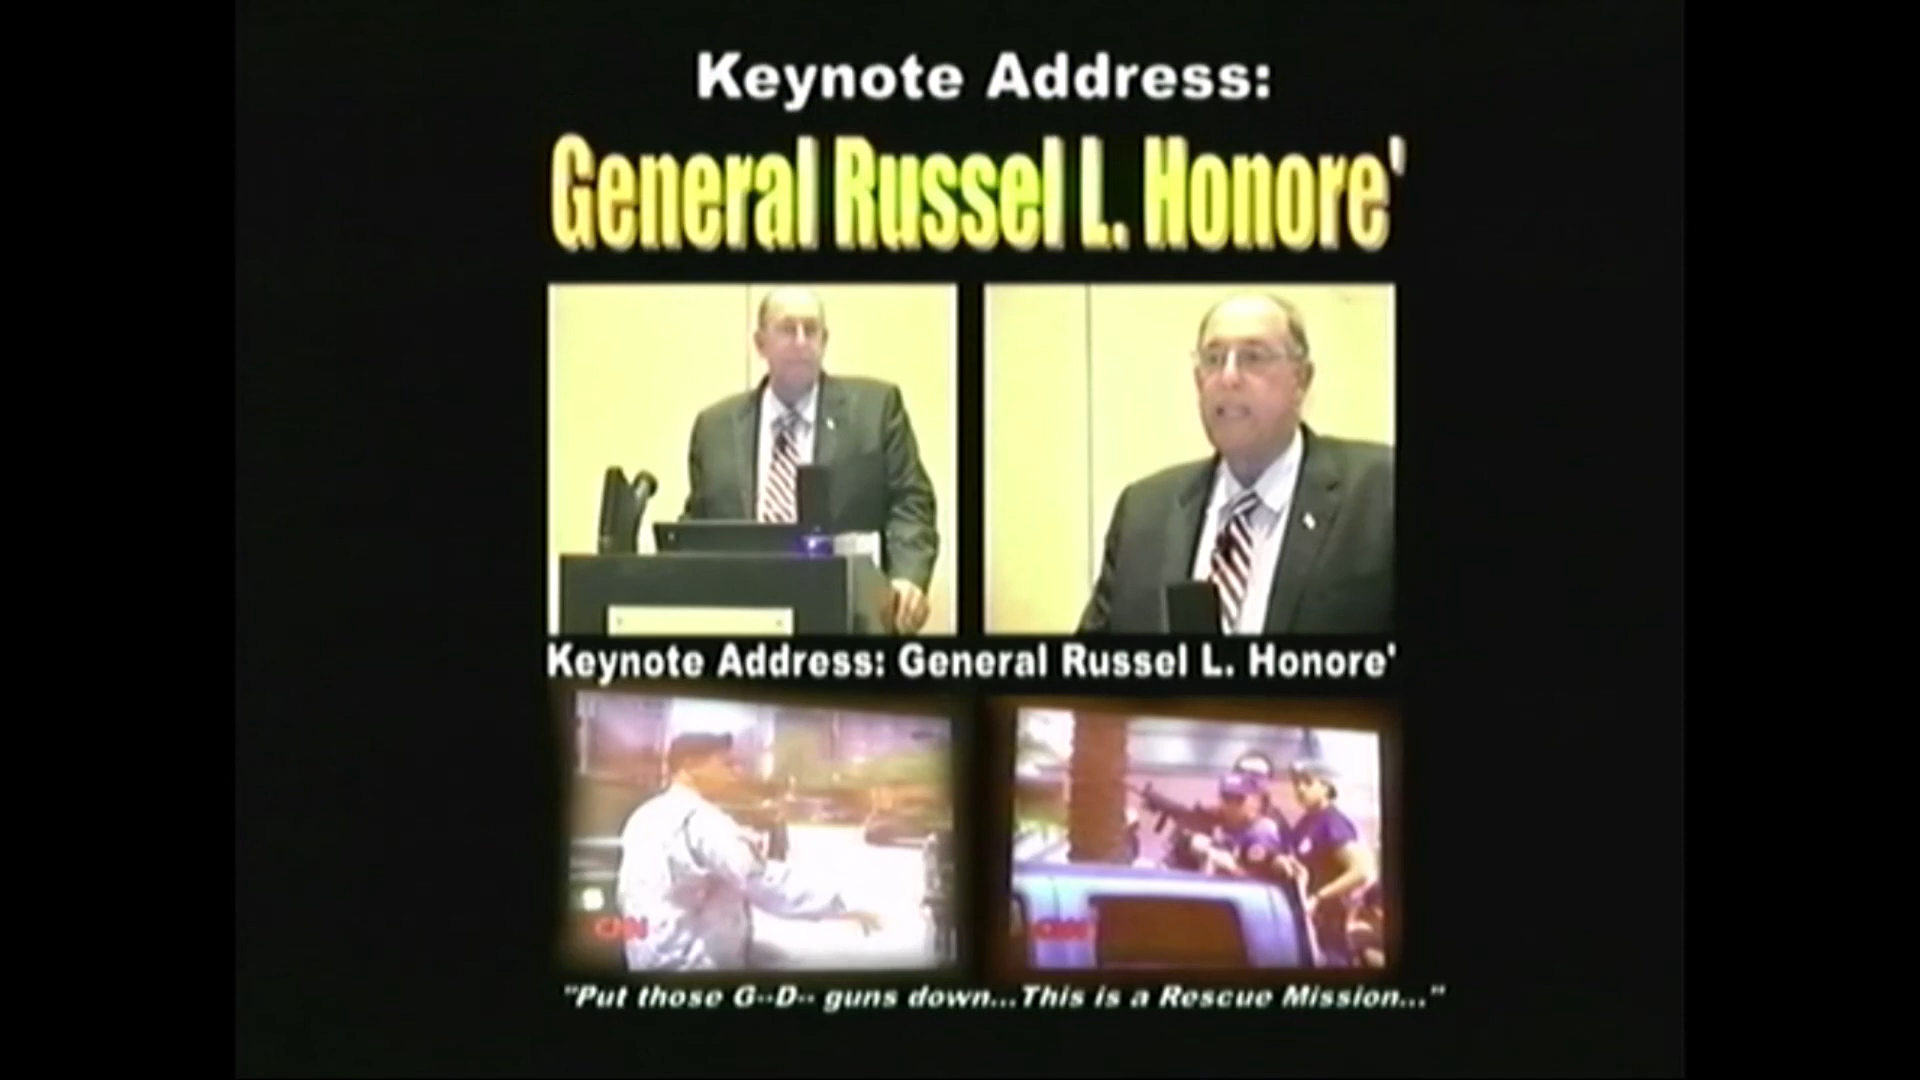 Keynote Address:
General Russel L. Honore'
Keynote Address: General Russel L. Honore'
CNN
CNN
"Put those G--D-- guns down...This is a Rescue Mission..."